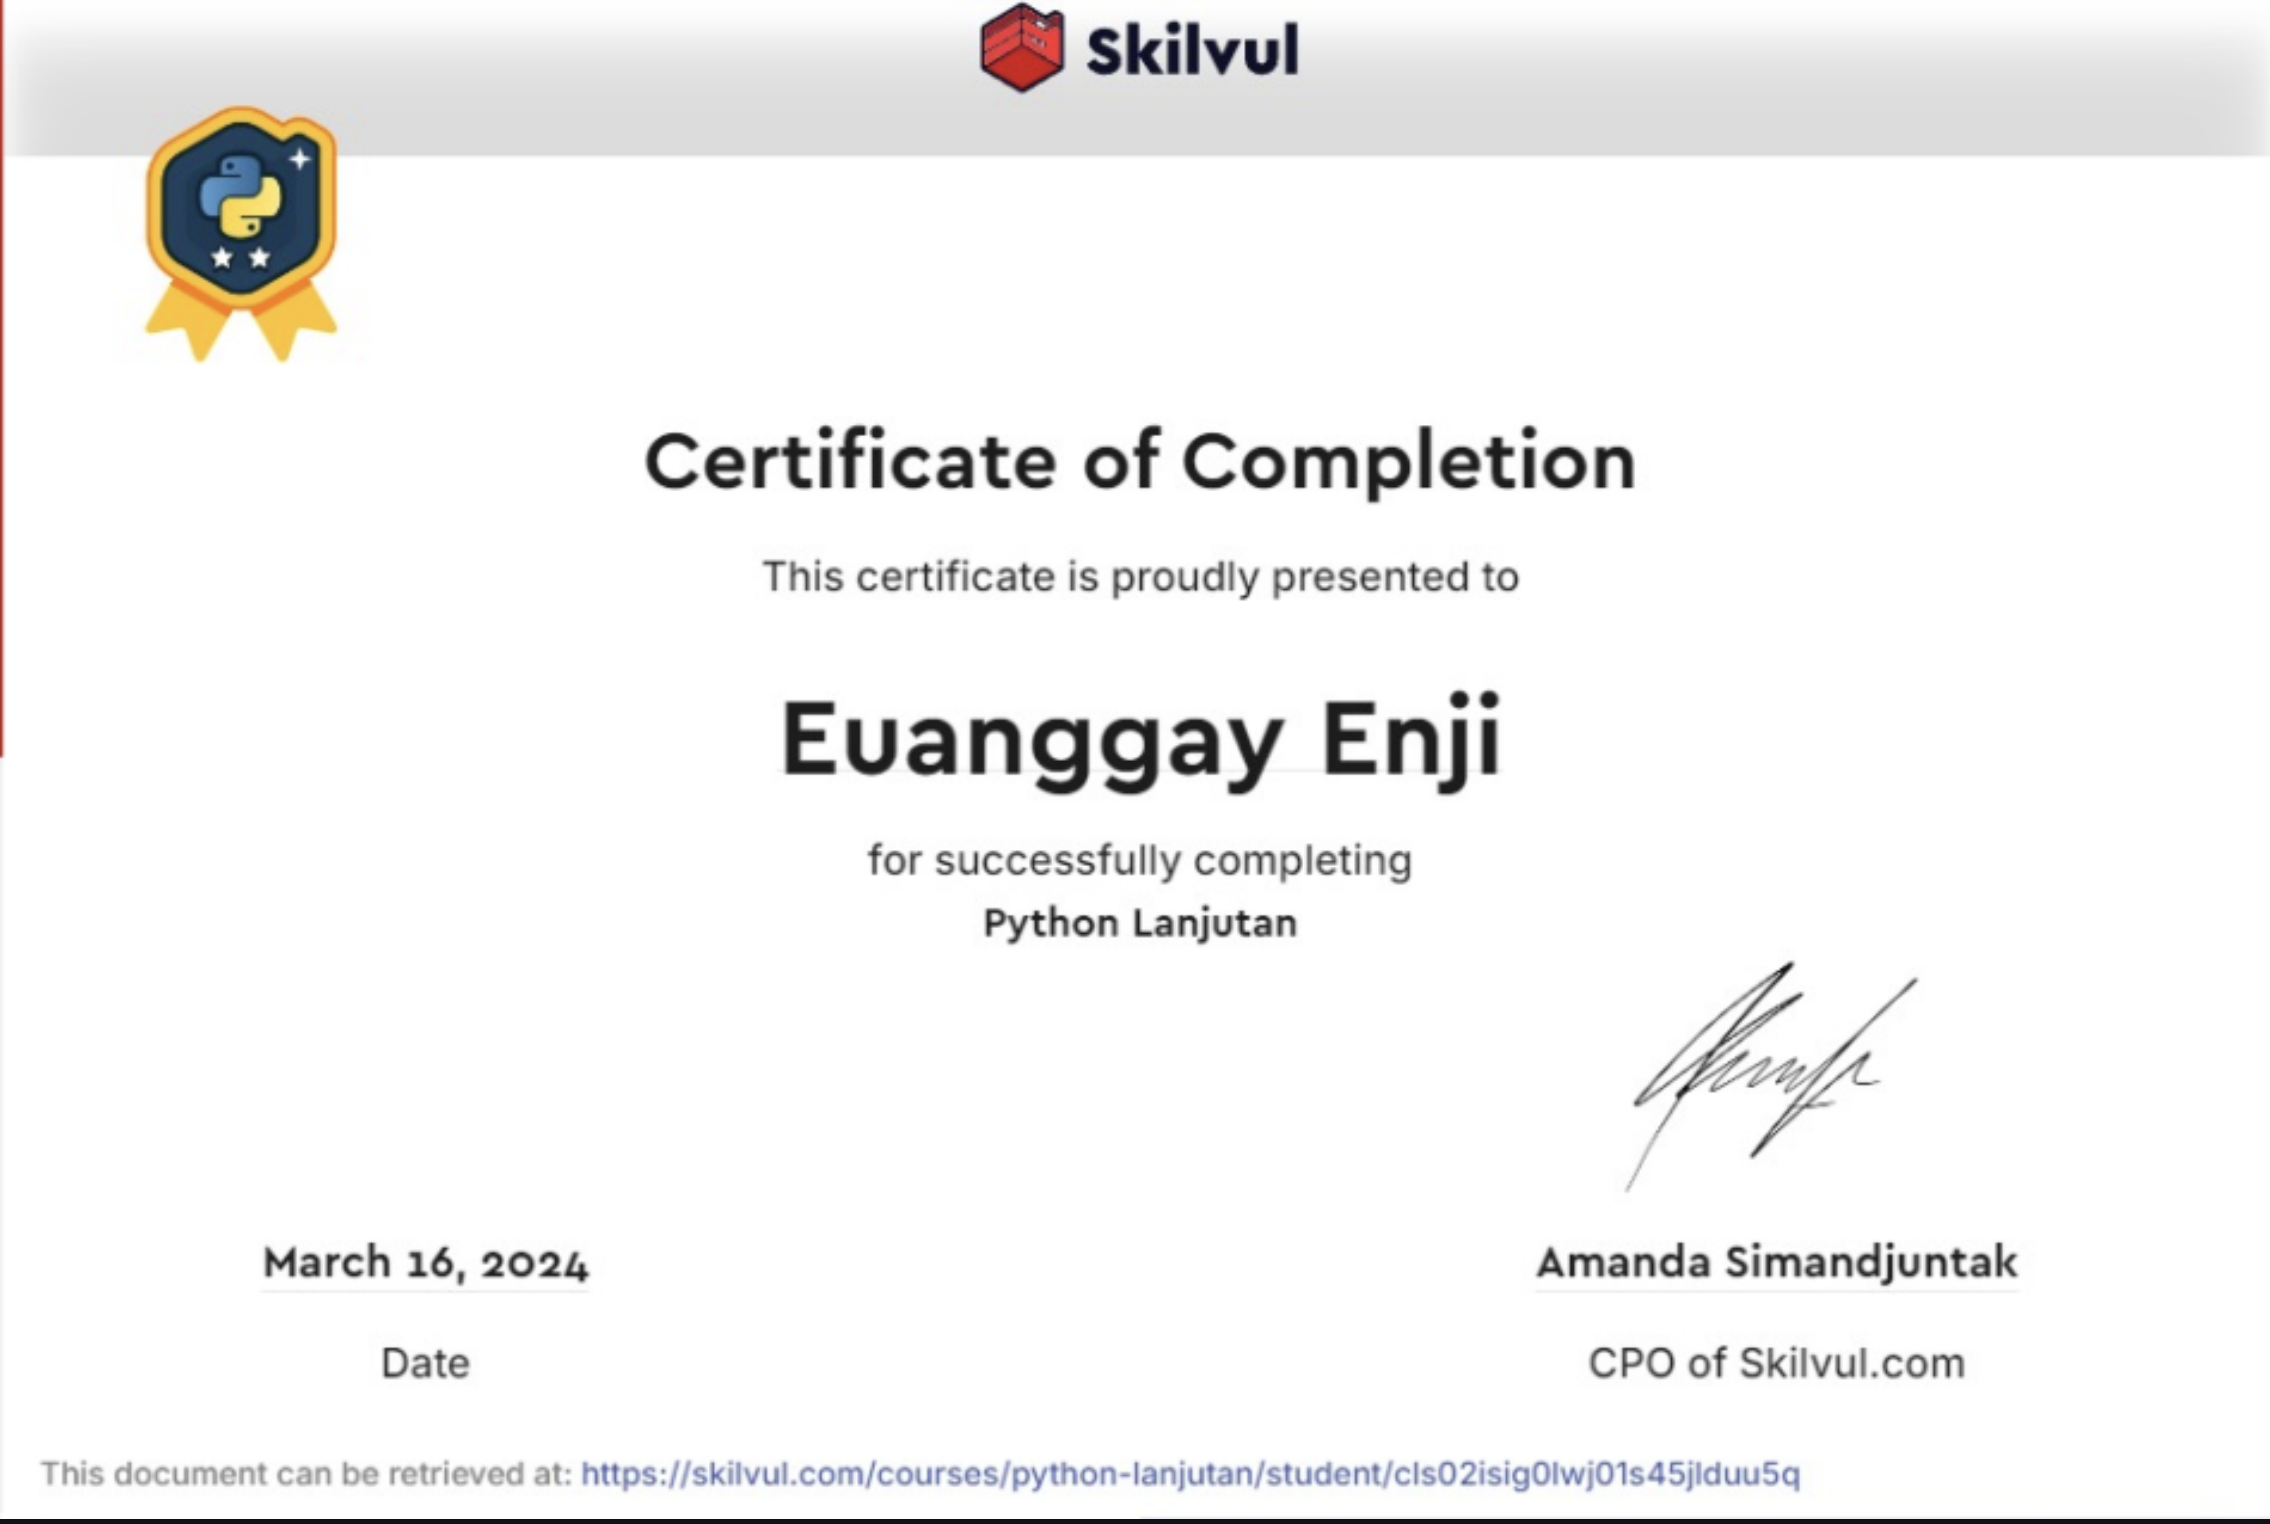 Skilvul
Certificate of Completion
This certificate is proudly presented to
Euanggay Enji
for successfully completing
Python Lanjutan
March 16, 2024
Date
Amanda Simandjuntak
CPO of Skilvul.com
This document can be retrieved at: https://skilvul.com/courses/python-lanjutan/student/cls02isig0lwj01s45jlduu5q